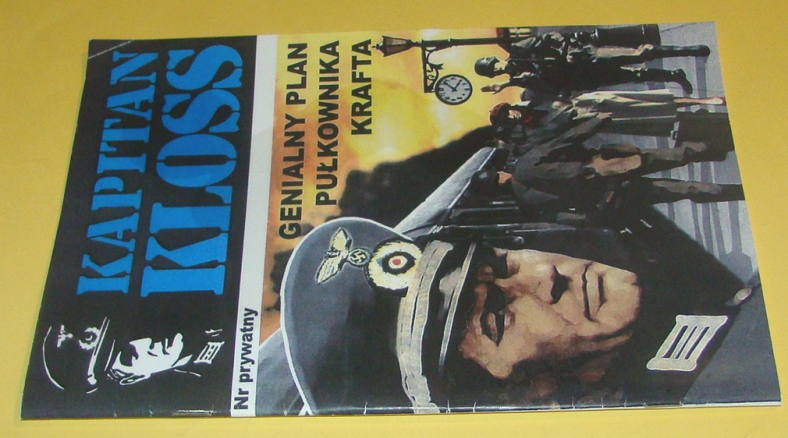 KAPITAN
KLOSS
Nr prywatny
GENIALNY PLAN
PUŁKOWNIKA
KRAFTA